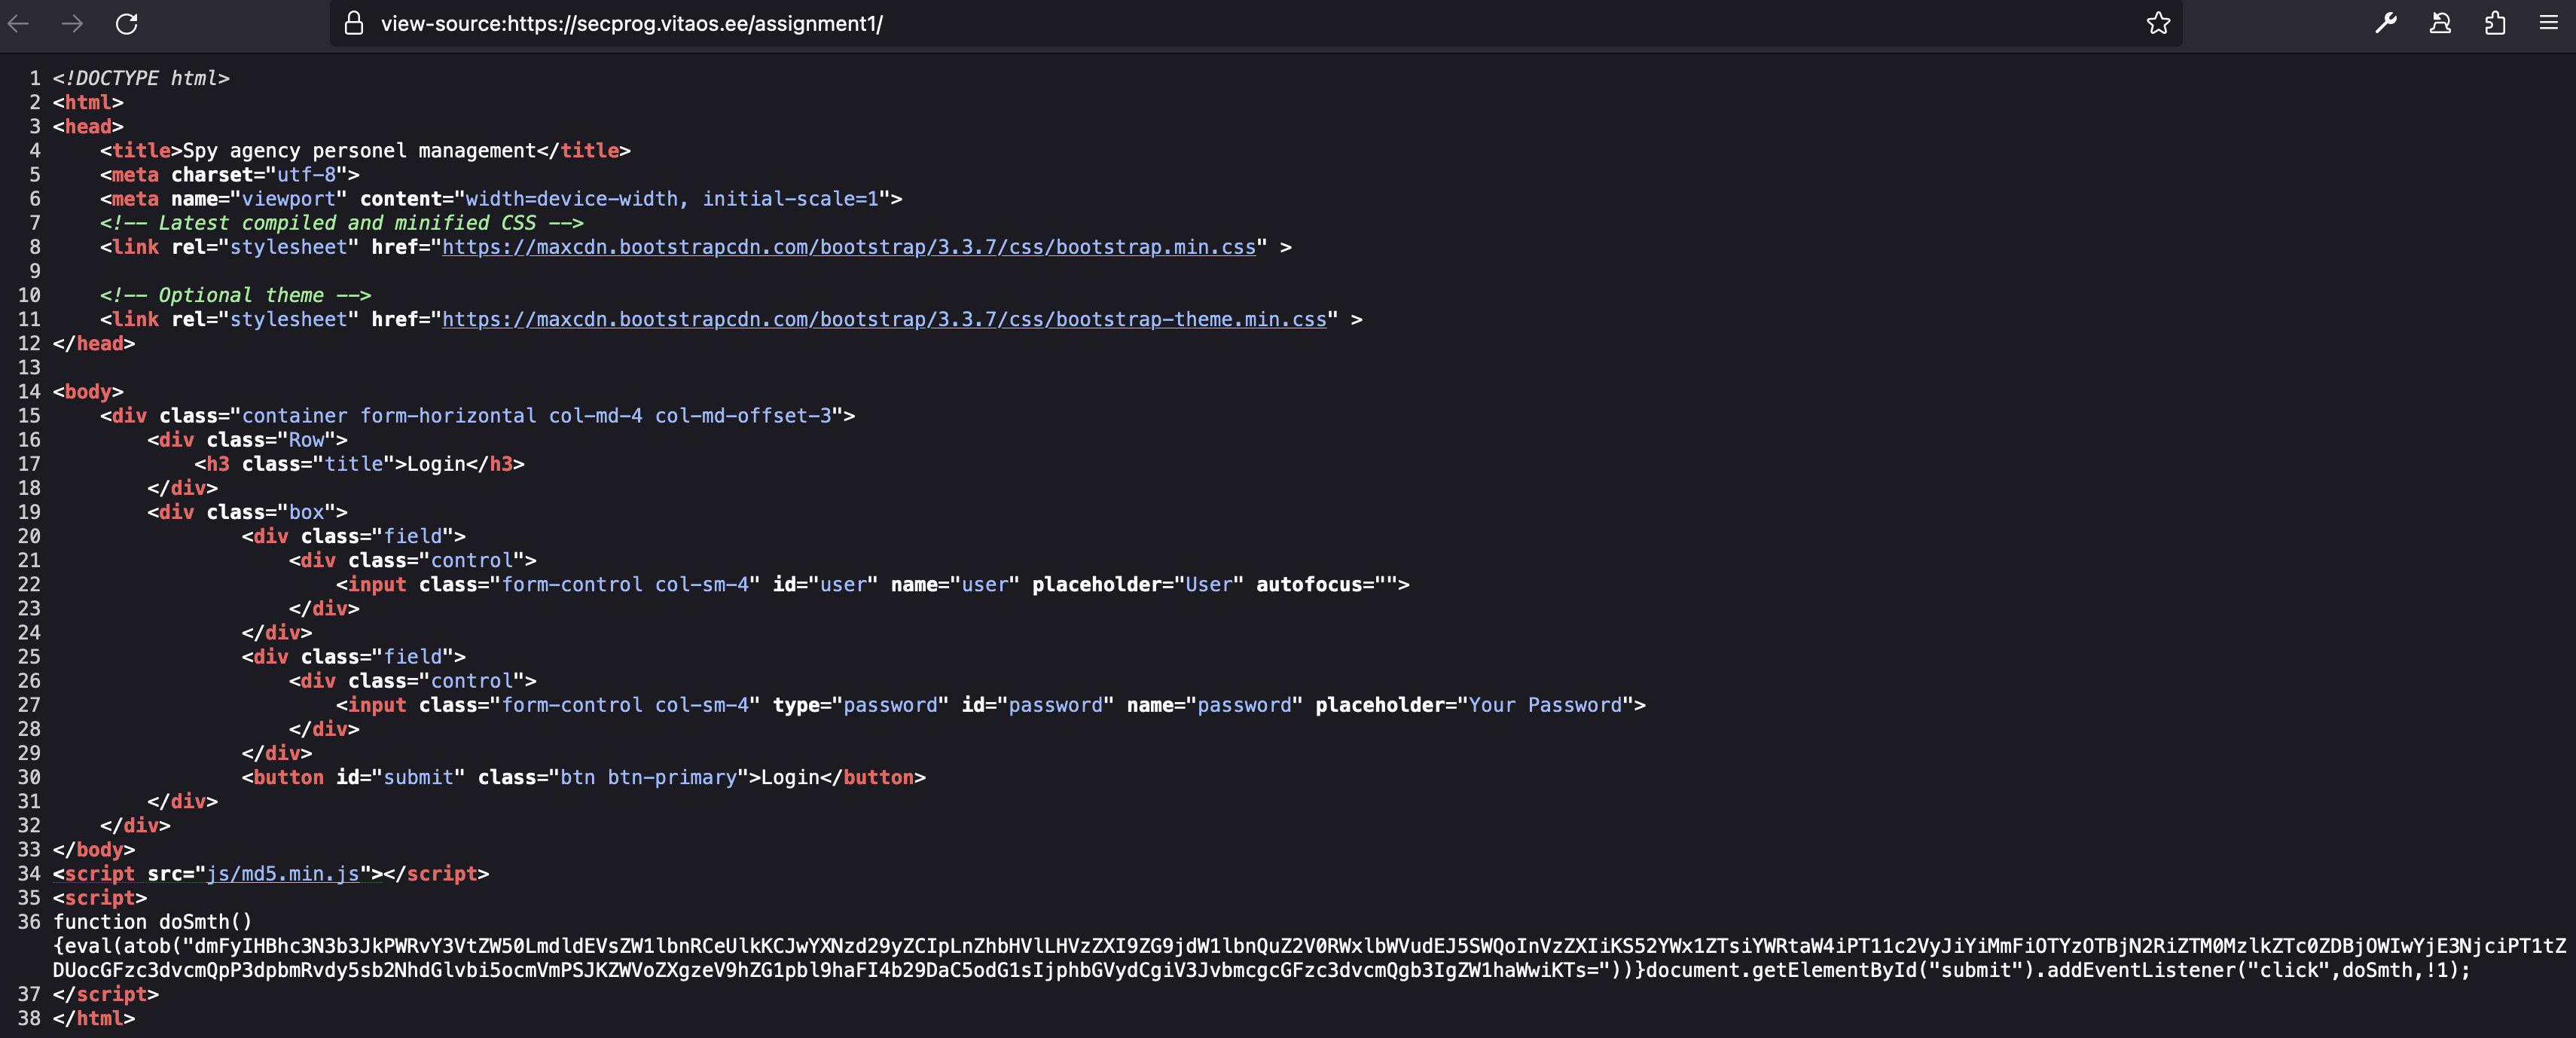 view-source:https://secprog.vitaos.ee/assignment1/
1 <!DOCTYPE html>
2 <html>
3 <head>
4     <title>Spy agency personel management</title>
5     <meta charset="utf-8">
6     <meta name="viewport" content="width=device-width, initial-scale=1">
7     <!-- Latest compiled and minified CSS -->
8     <link rel="stylesheet" href="https://maxcdn.bootstrapcdn.com/bootstrap/3.3.7/css/bootstrap.min.css" >
9
10     <!-- Optional theme -->
11     <link rel="stylesheet" href="https://maxcdn.bootstrapcdn.com/bootstrap/3.3.7/css/bootstrap-theme.min.css" >
12 </head>
13
14 <body>
15     <div class="container form-horizontal col-md-4 col-md-offset-3">
16         <div class="Row">
17             <h3 class="title">Login</h3>
18         </div>
19         <div class="box">
20                 <div class="field">
21                     <div class="control">
22                         <input class="form-control col-sm-4" id="user" name="user" placeholder="User" autofocus="">
23                     </div>
24                 </div>
25                 <div class="field">
26                     <div class="control">
27                         <input class="form-control col-sm-4" type="password" id="password" name="password" placeholder="Your Password">
28                     </div>
29                 </div>
30                 <button id="submit" class="btn btn-primary">Login</button>
31         </div>
32     </div>
33 </body>
34 <script src="js/md5.min.js"></script>
35 <script>
36 function doSmth()
{eval(atob("dmFyIHBhc3N3b3JkPWRvY3VtZW50LmdldEVsZW1lbnRCeUlkKCJwYXNzd29yZCIpLnZhbHVlLHVzZXI9ZG9jdW1lbnQuZ2V0RWxlbWVudEJ5SWQoInVzZXIiKS52YWx1ZTsiYWRtaW4iPT11c2VyJiYiMmFiOTYzOTBjN2RiZTM0MzlkZTc0ZDBjOWIwYjE3NjciPT1tZ
DUocGFzc3dvcmQpP3dpbmRvdy5sb2NhdGlvbi5ocmVmPSJKZWVoZXgzeV9hZG1pbl9haFI4b29DaC5odG1sIjphbGVydCgiV3JvbmcgcGFzc3dvcmQgb3IgZW1haWwiKTs="))}document.getElementById("submit").addEventListener("click",doSmth,!1);
37 </script>
38 </html>